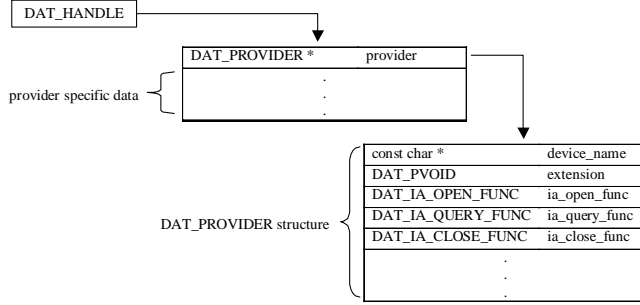 DAT_HANDLE
DAT_PROVIDER * provider
.
.
.
provider specific data
const char * device_name
DAT_PVOID extension
DAT_IA_OPEN_FUNC ia_open_func
DAT_IA_QUERY_FUNC ia_query_func
DAT_IA_CLOSE_FUNC ia_close_func
.
.
.
DAT_PROVIDER structure